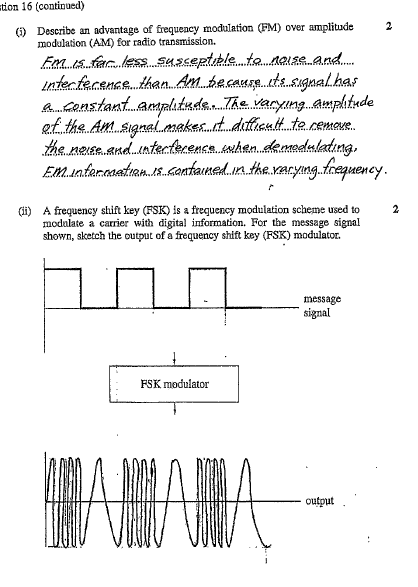 stion 16 (continued)
(i) Describe an advantage of frequency modulation (FM) over amplitude 2
modulation (AM) for radio transmission.
FM is far less susceptible to noise and
interference than AM because its signal has
a constant amplitude. The varying amplitude
of the AM signal makes it difficult to remove
the noise and interference when demodulating.
FM information is contained in the varying frequency.
(ii) A frequency shift key (FSK) is a frequency modulation scheme used to 2
modulate a carrier with digital information. For the message signal
shown, sketch the output of a frequency shift key (FSK) modulator.
message
signal
FSK modulator
output